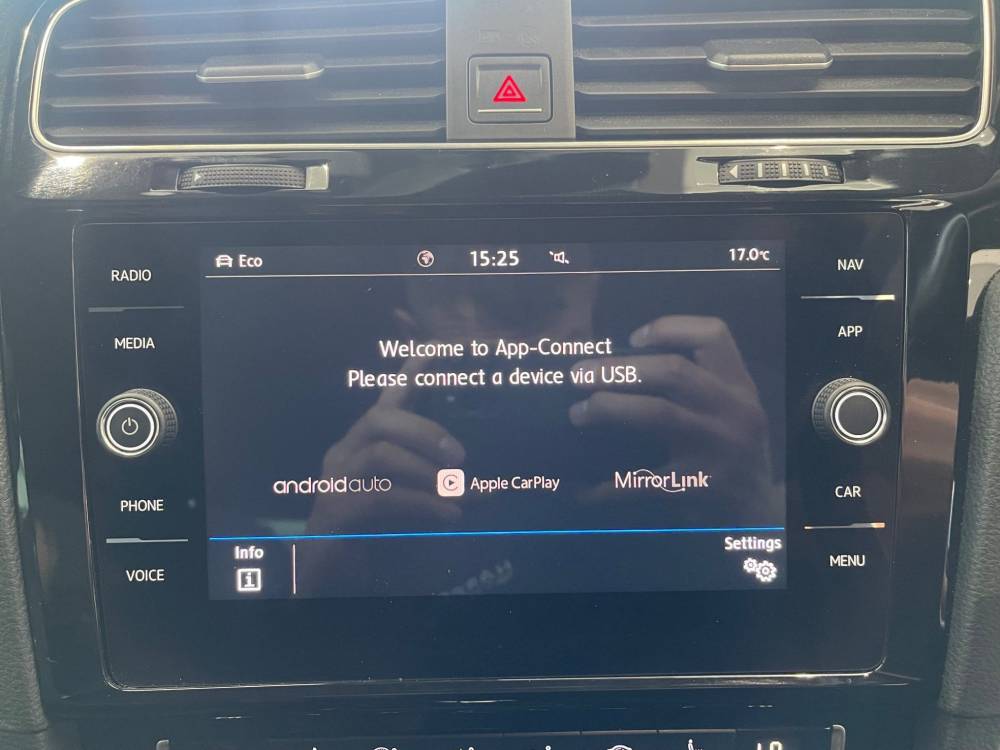 Eco 15:25 17.0°C
RADIO
MEDIA
PHONE
VOICE
Welcome to App-Connect
Please connect a device via USB.
androidauto Apple CarPlay MirrorLink
Info Settings
NAV
APP
CAR
MENU